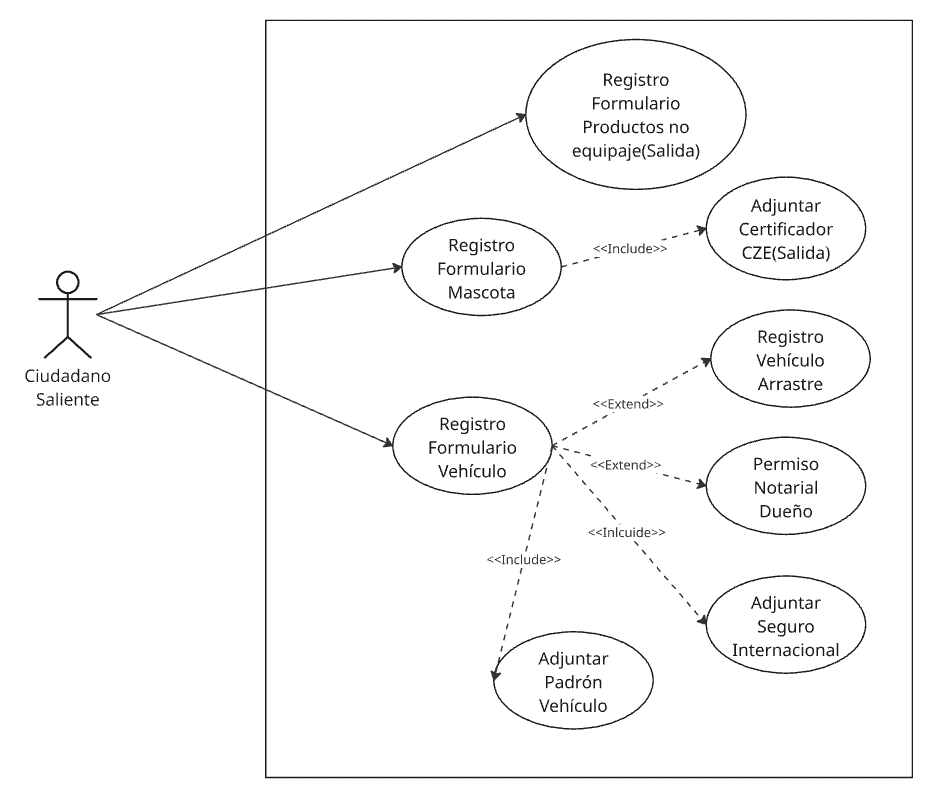 Registro
Formulario
Productos no
equipaje(Salida)
Adjuntar
Certificador
CZE(Salida)
Registro
Formulario
Mascota
<<Include>>
Ciudadano
Saliente
Registro
Vehículo
Arrastre
<<Extend>>
Registro
Formulario
Vehículo
<<Extend>>
Permiso
Notarial
Dueño
<<Inlcuide>>
<<Include>>
Adjuntar
Seguro
Internacional
Adjuntar
Padrón
Vehículo